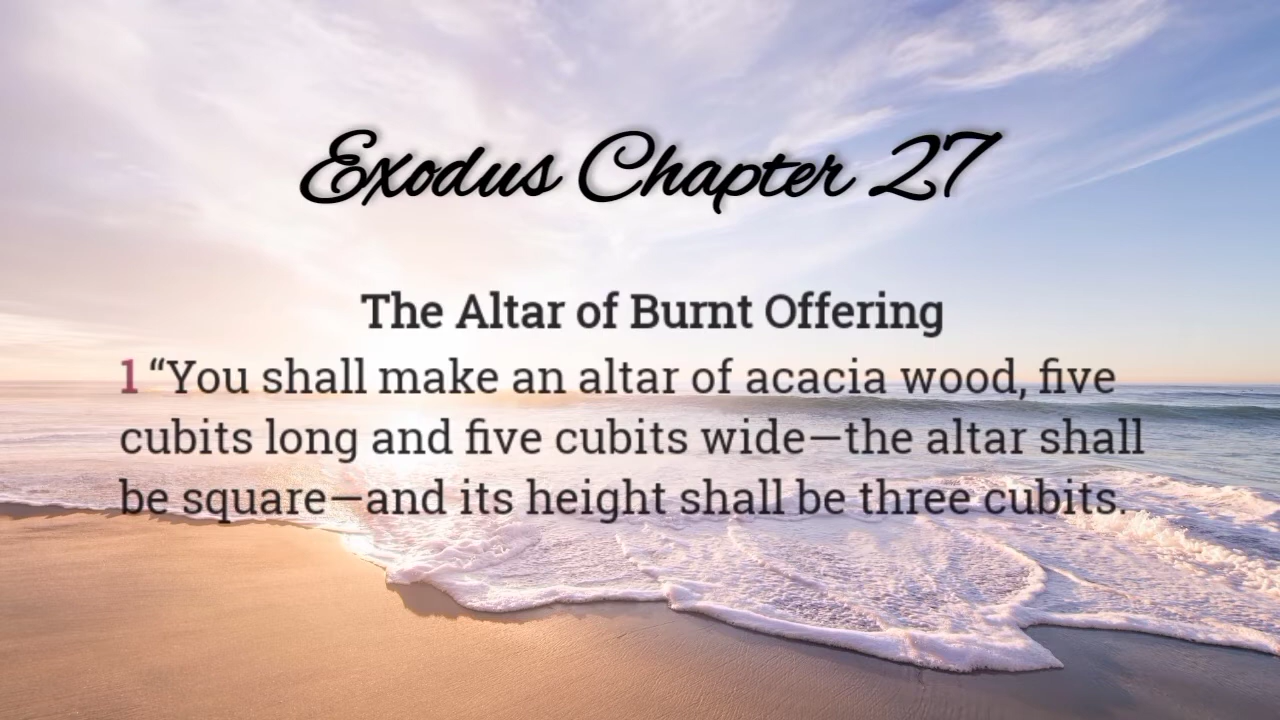 Exodus Chapter 27
The Altar of Burnt Offering
1 “You shall make an altar of acacia wood, five
cubits long and five cubits wide—the altar shall
be square—and its height shall be three cubits.